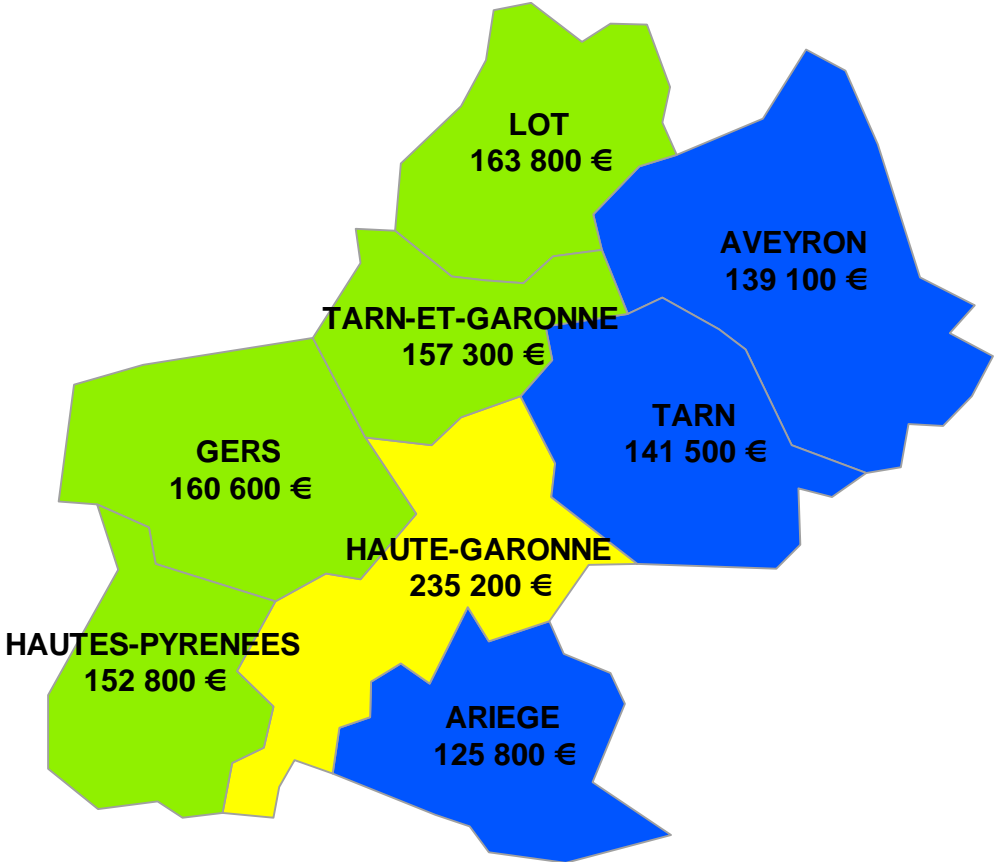 LOT
163 800 €
AVEYRON
139 100 €
TARN-ET-GARONNE
157 300 €
TARN
141 500 €
GERS
160 600 €
HAUTE-GARONNE
235 200 €
HAUTES-PYRENEES
152 800 €
ARIEGE
125 800 €